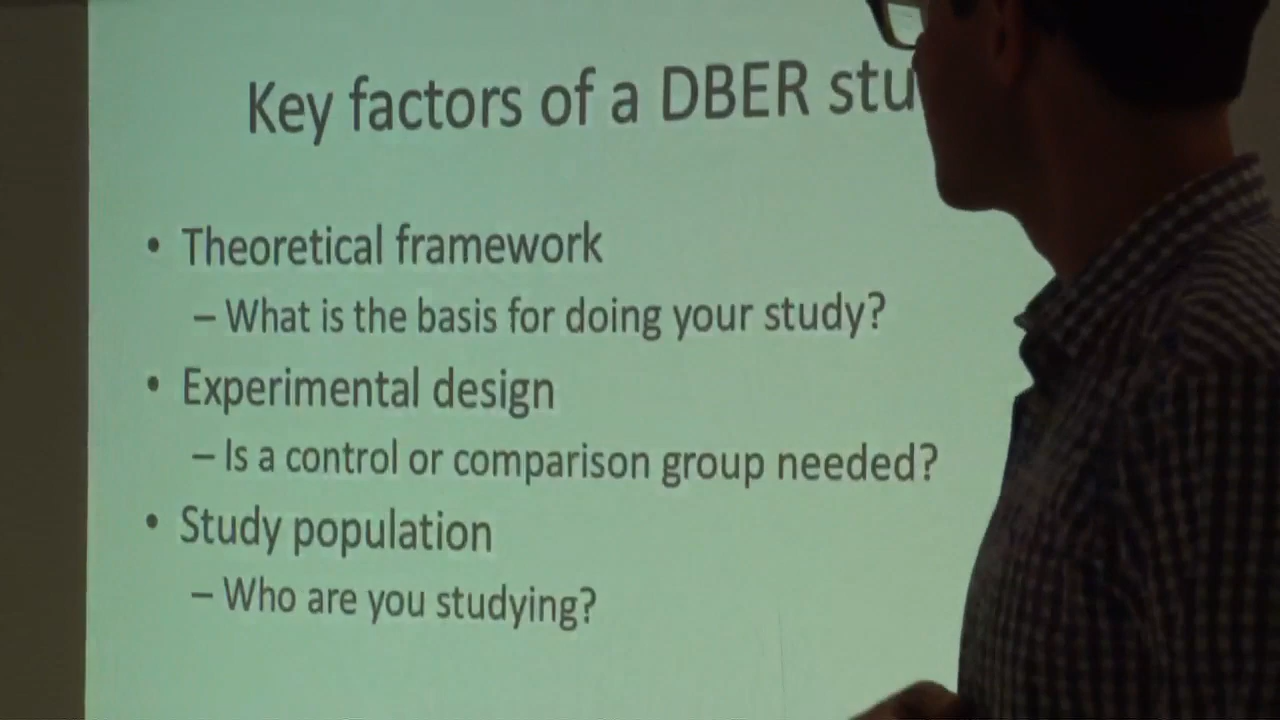 Key factors of a DBER stu
• Theoretical framework
– What is the basis for doing your study?
• Experimental design
– Is a control or comparison group needed?
• Study population
– Who are you studying?